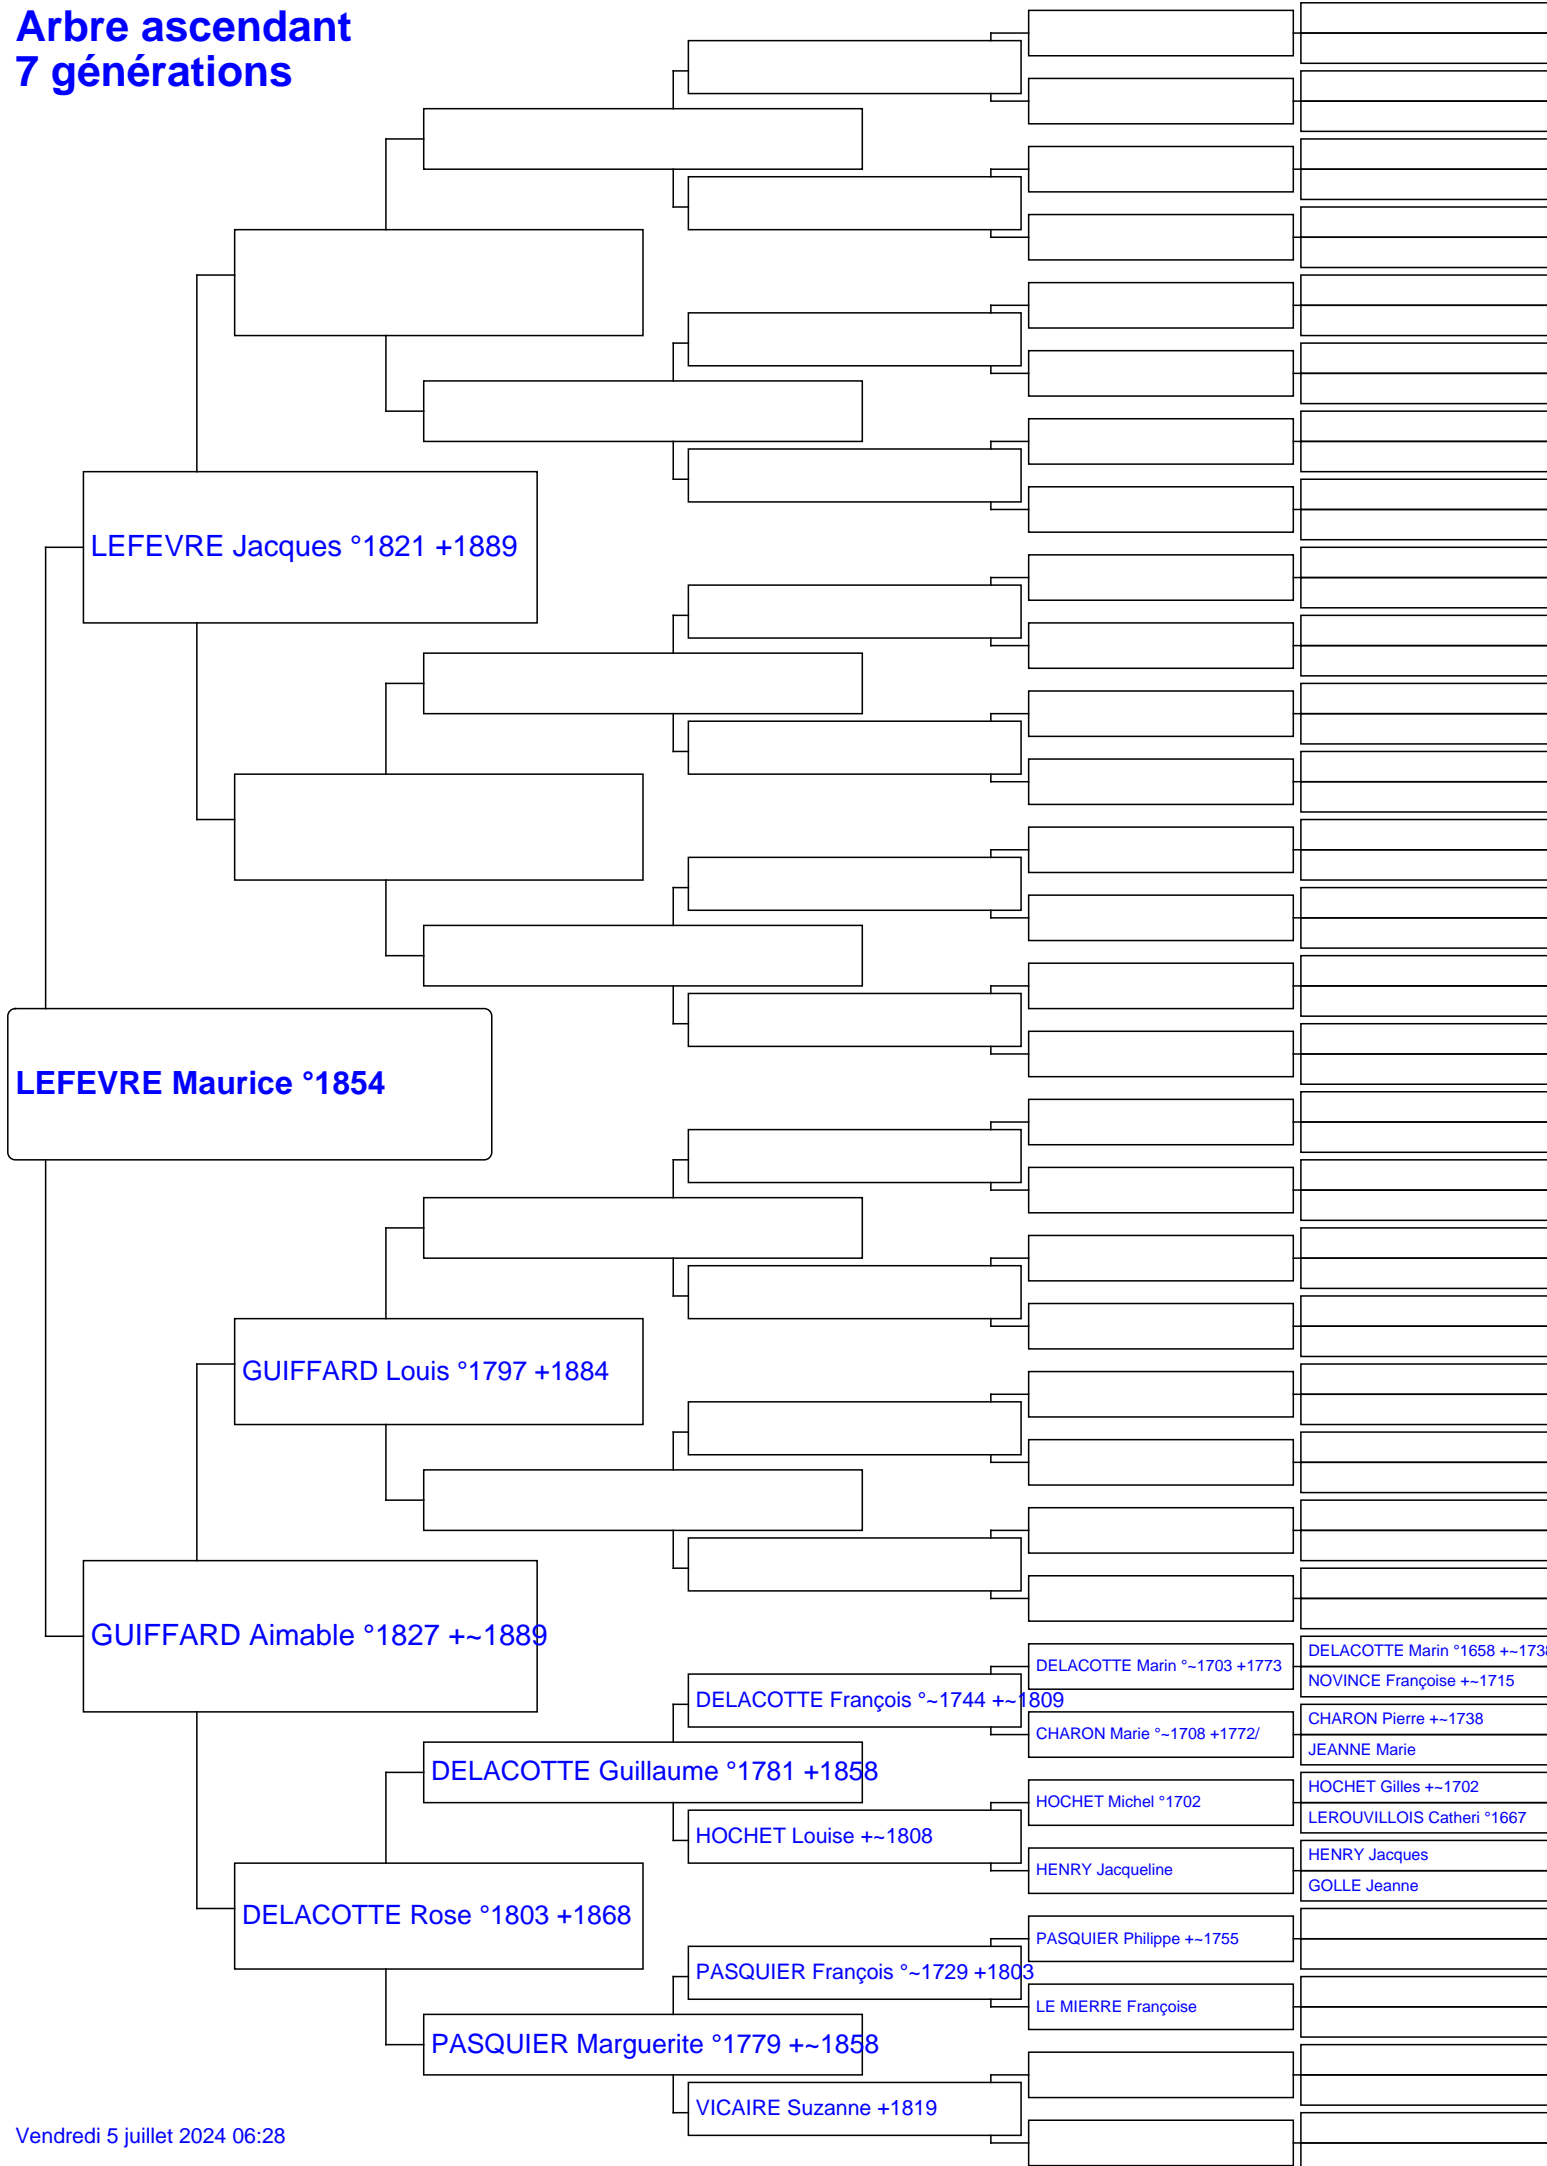 Arbre ascendant
7 générations
LEFEVRE Jacques °1821 +1889
LEFEVRE Maurice °1854
GUIFFARD Louis °1797 +1884
GUIFFARD Aimable °1827 +~1889
DELACOTTE Marin °~1703 +1773
DELACOTTE Marin °1658 +~1738
NOVINCE Françoise +~1715
DELACOTTE François °~1744 +~1809
CHARON Marie °~1708 +1772/
CHARON Pierre +~1738
JEANNE Marie
DELACOTTE Guillaume °1781 +1858
HOCHET Michel °1702
HOCHET Gilles +~1702
LEROUVILLOIS Catheri °1667
HOCHET Louise +~1808
HENRY Jacqueline
HENRY Jacques
GOLLE Jeanne
DELACOTTE Rose °1803 +1868
PASQUIER Philippe +~1755
PASQUIER François °~1729 +1803
LE MIERRE Françoise
PASQUIER Marguerite °1779 +~1858
VICAIRE Suzanne +1819
Vendredi 5 juillet 2024 06:28